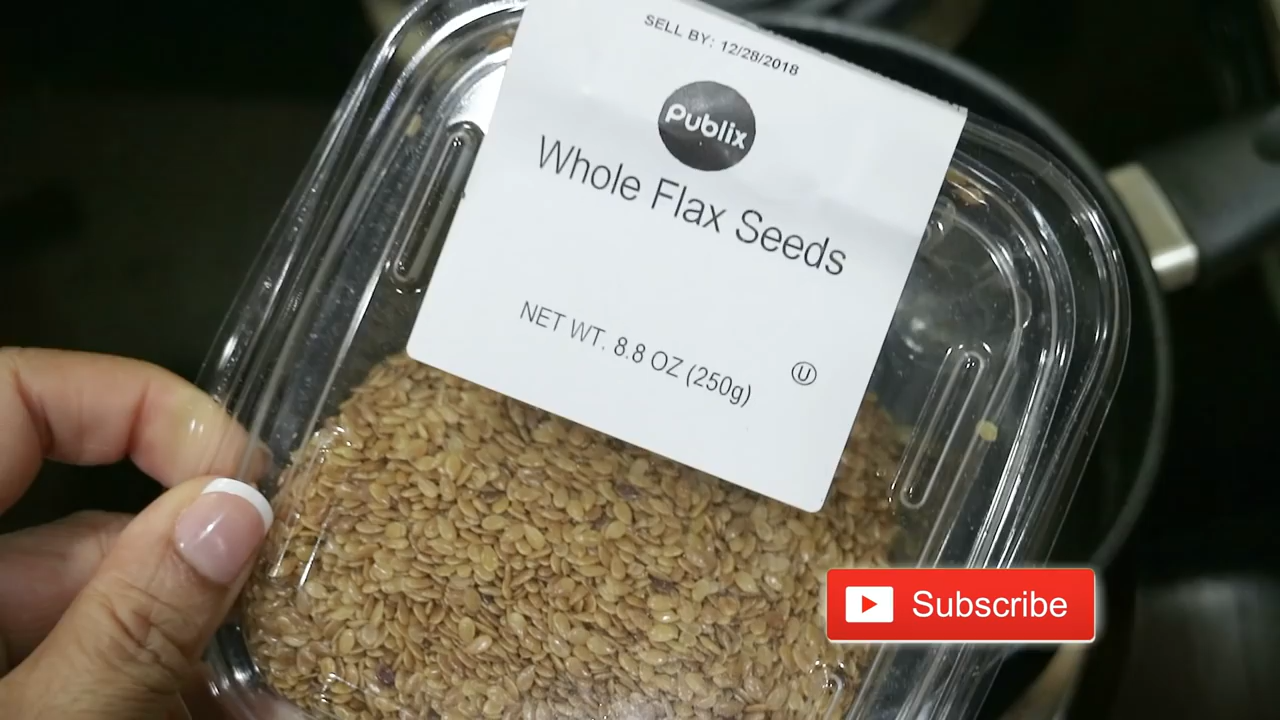 SELL BY: 12/28/2018
Publix
Whole Flax Seeds
NET WT. 8.8 OZ (250g)
U
Subscribe